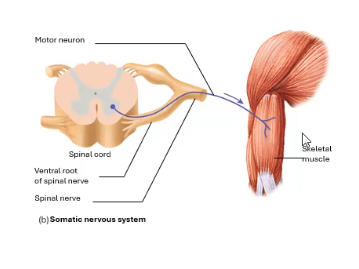 Motor neuron
Spinal cord
Skeletal
muscle
Ventral root
of spinal nerve
Spinal nerve
(b) Somatic nervous system